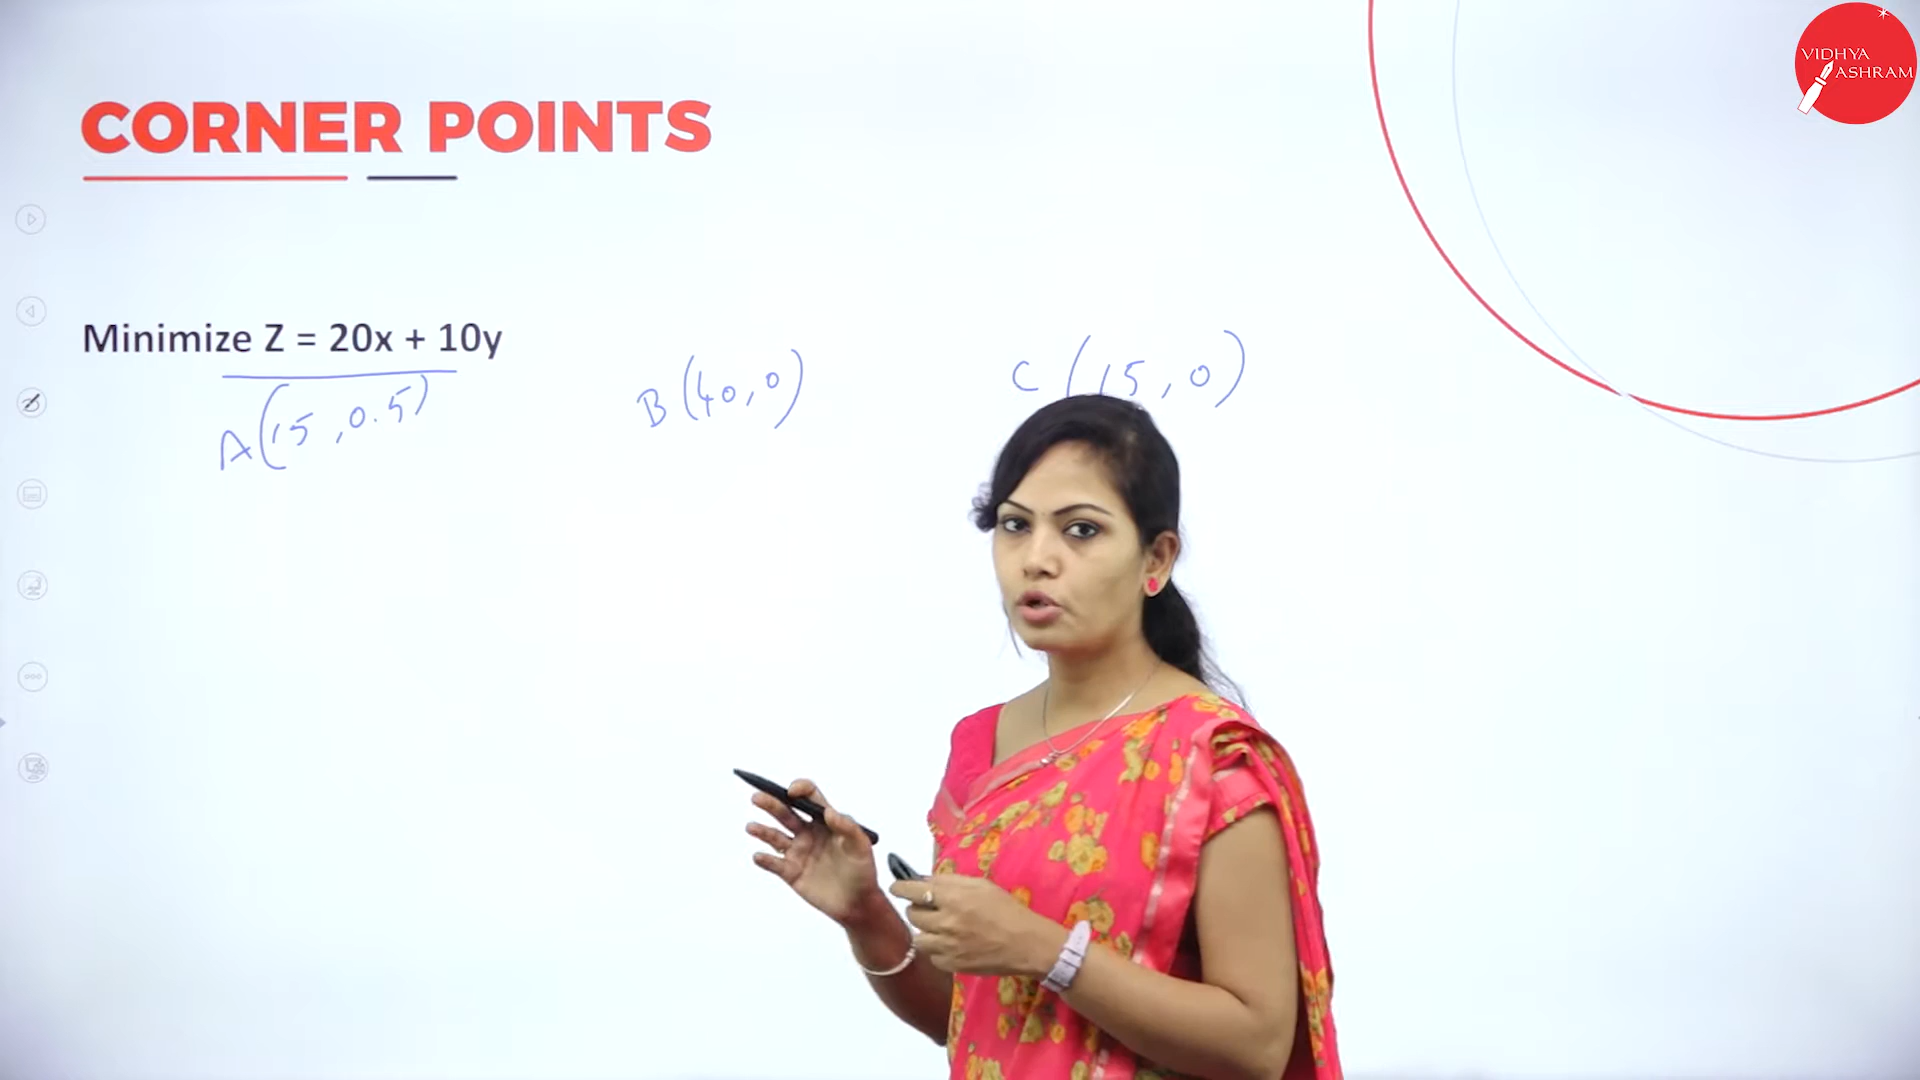 VIDHYA
ASHRAM
CORNER POINTS
Minimize Z = 20x + 10y
A(15, 0.5) B(40, 0) C(15, 0)